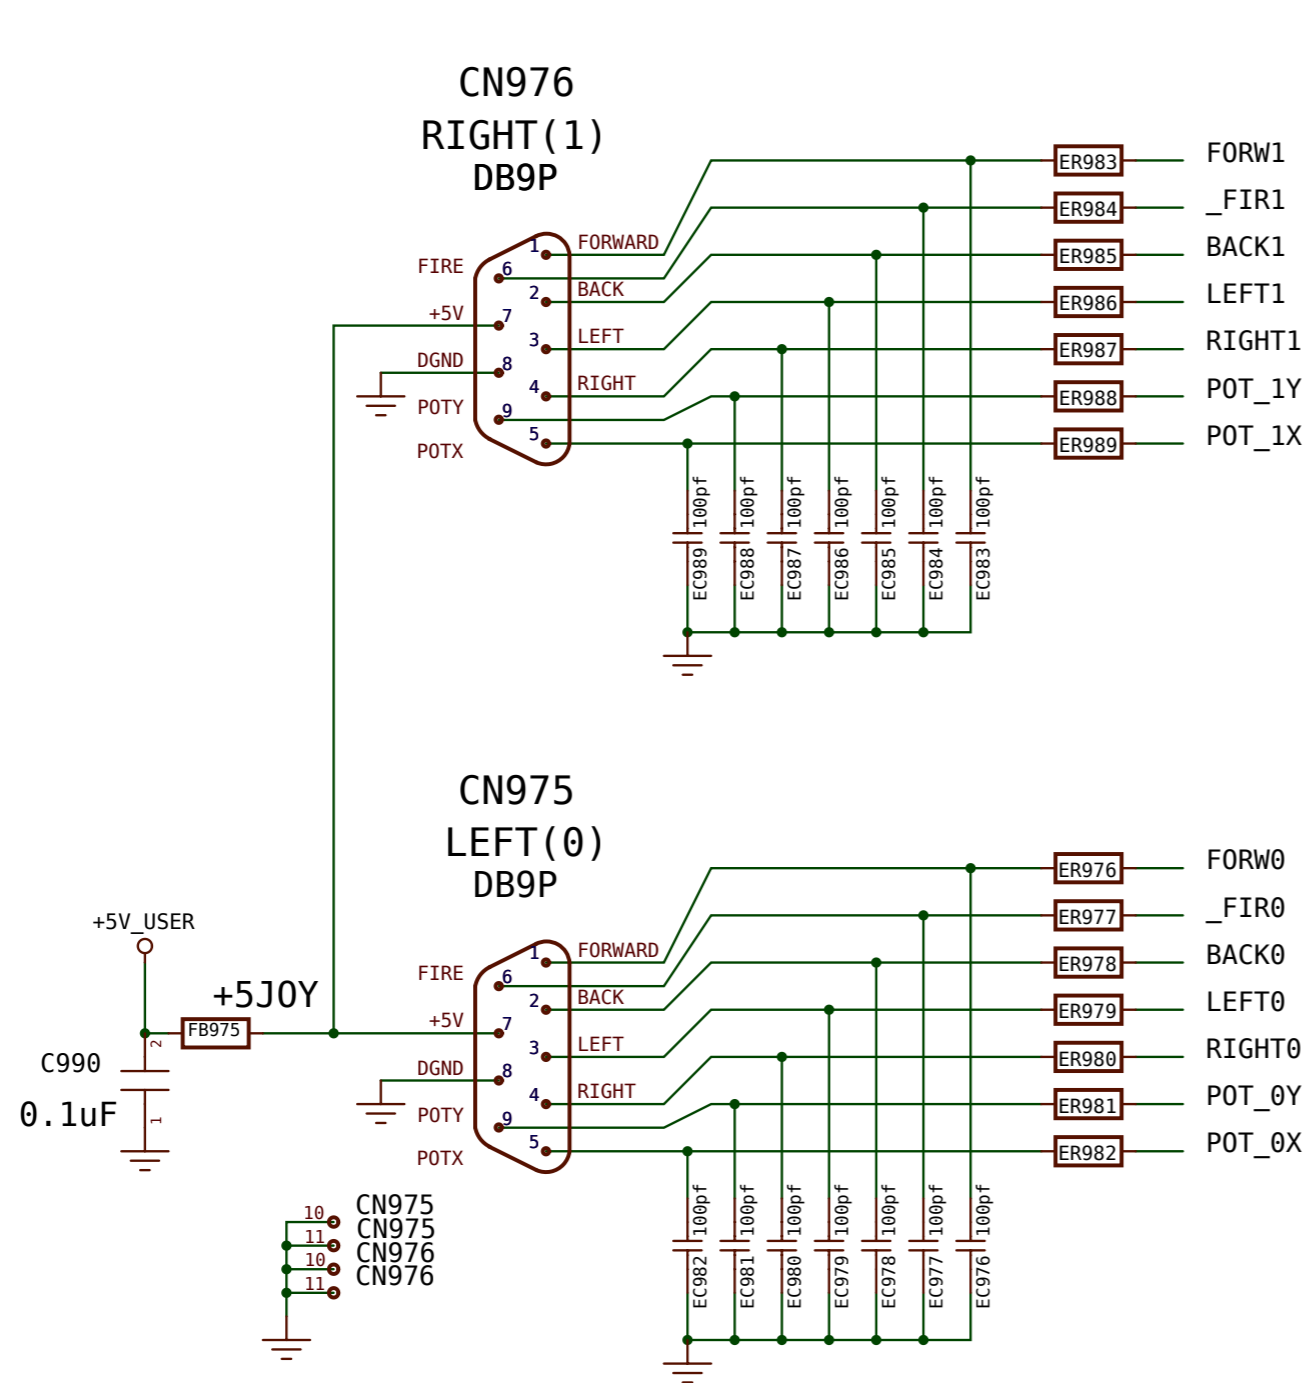 CN976
RIGHT(1)
DB9P
1 FORWARD
FIRE 6
2 BACK
+5V 7
3 LEFT
DGND 8
4 RIGHT
POTY 9
5
POTX
ER983 FORW1
ER984 _FIR1
ER985 BACK1
ER986 LEFT1
ER987 RIGHT1
ER988 POT_1Y
ER989 POT_1X
EC989 100pf
EC988 100pf
EC987 100pf
EC986 100pf
EC985 100pf
EC984 100pf
EC983 100pf
CN975
LEFT(0)
DB9P
1 FORWARD
FIRE 6
2 BACK
+5V 7
3 LEFT
DGND 8
4 RIGHT
POTY 9
5
POTX
ER976 FORW0
ER977 _FIR0
ER978 BACK0
ER979 LEFT0
ER980 RIGHT0
ER981 POT_0Y
ER982 POT_0X
EC982 100pf
EC981 100pf
EC980 100pf
EC979 100pf
EC978 100pf
EC977 100pf
EC976 100pf
+5V_USER
+5JOY
FB975
2
C990
0.1uF
1
10 CN975
11 CN975
10 CN976
11 CN976